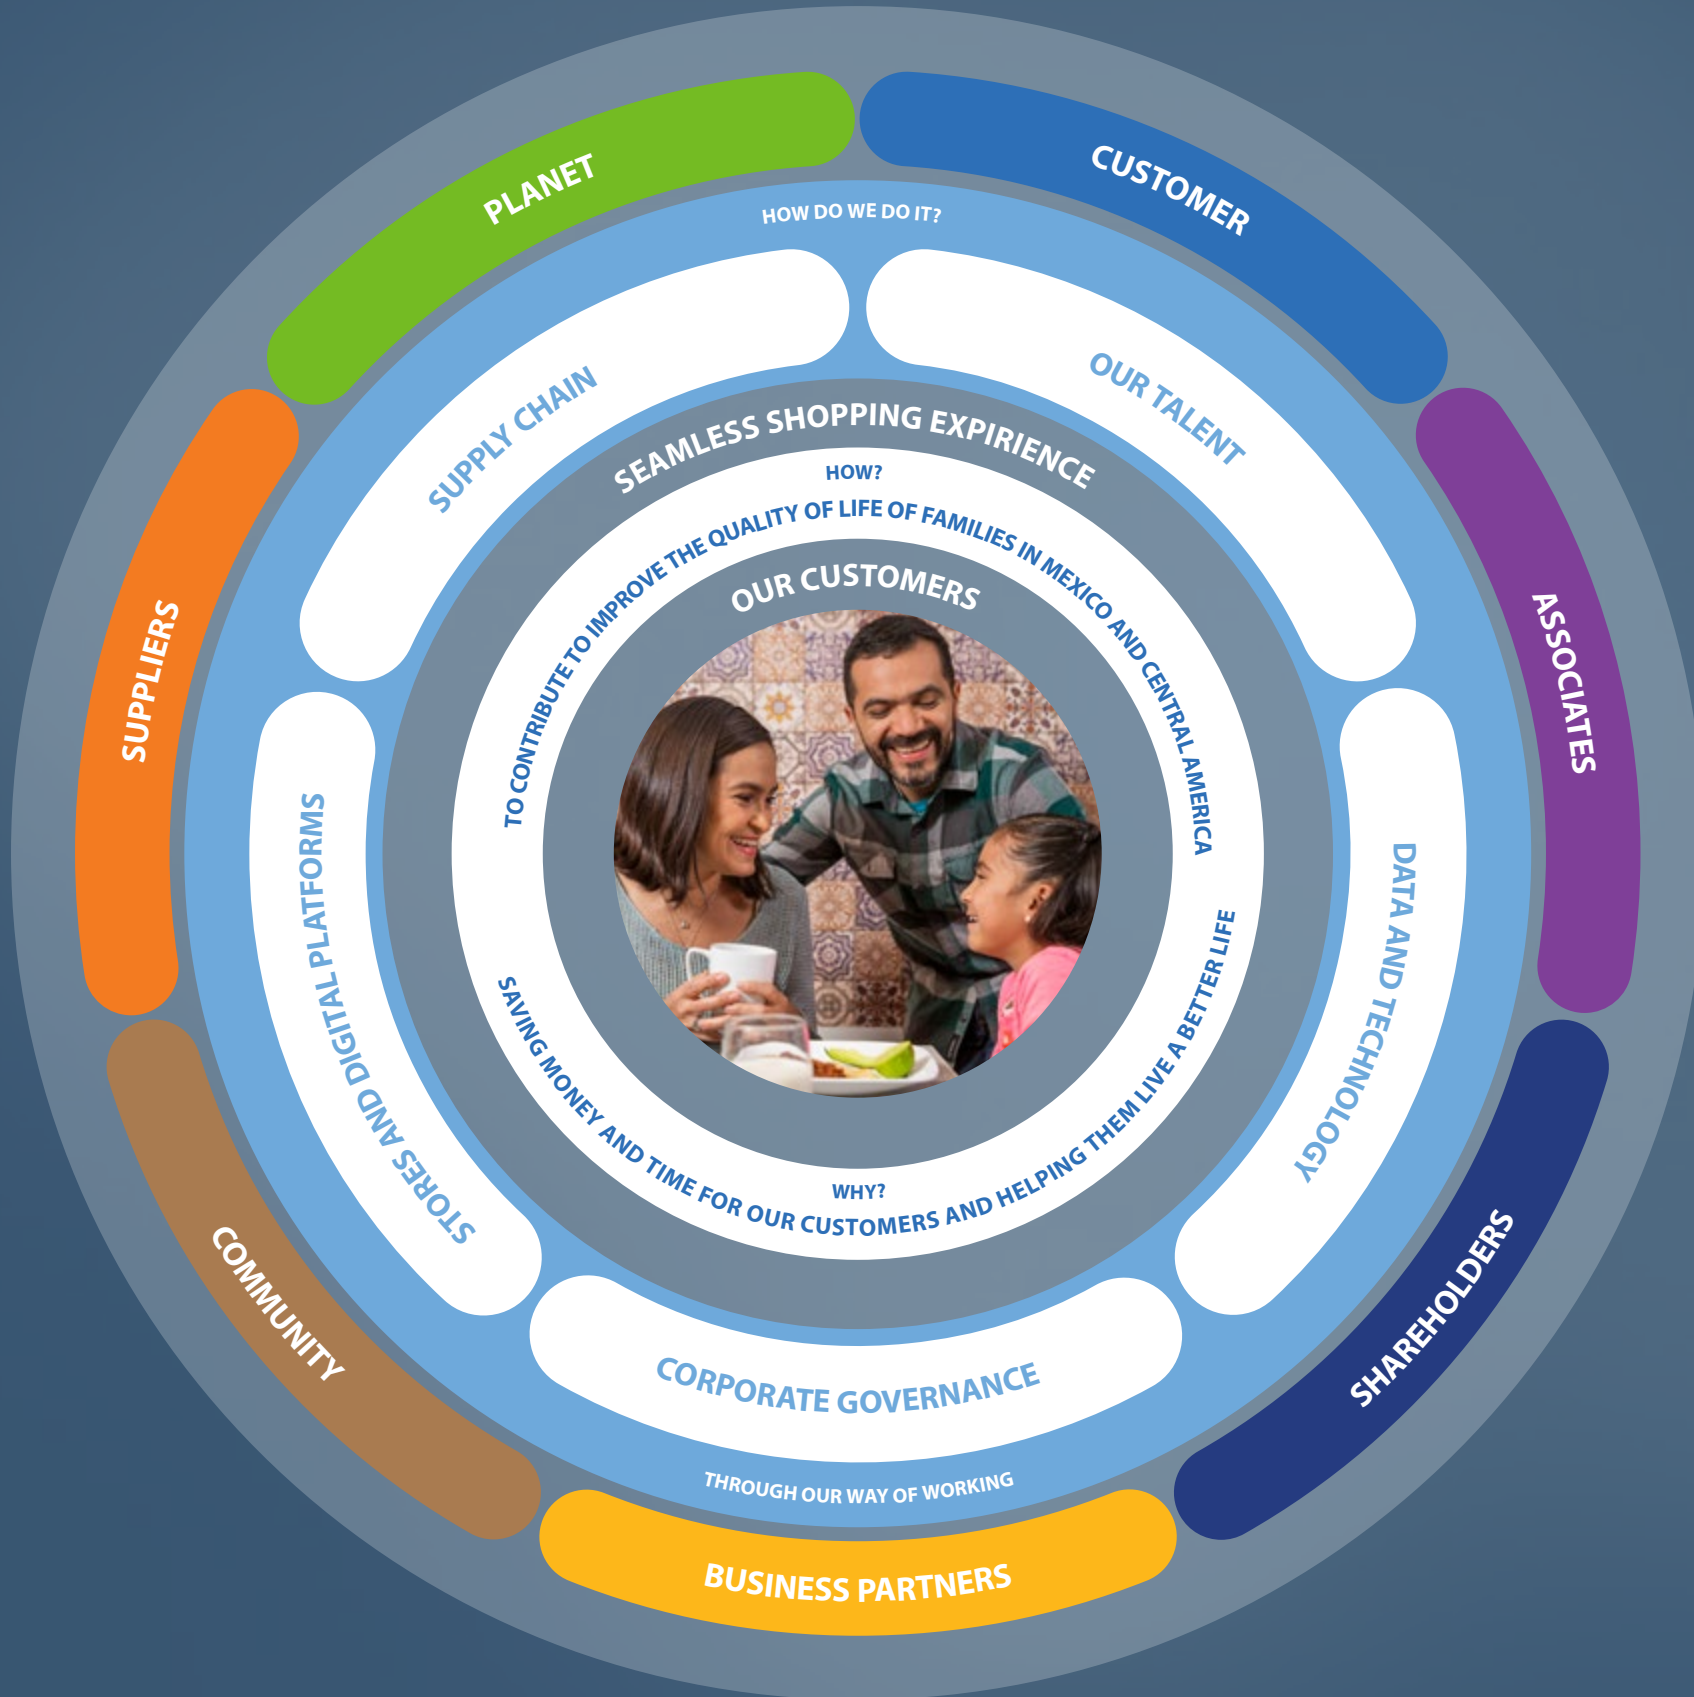 PLANET
CUSTOMER
ASSOCIATES
SHAREHOLDERS
BUSINESS PARTNERS
COMMUNITY
SUPPLIERS
HOW DO WE DO IT?
SUPPLY CHAIN
OUR TALENT
DATA AND TECHNOLOGY
CORPORATE GOVERNANCE
STORES AND DIGITAL PLATFORMS
THROUGH OUR WAY OF WORKING
SEAMLESS SHOPPING EXPIRIENCE
HOW?
TO CONTRIBUTE TO IMPROVE THE QUALITY OF LIFE OF FAMILIES IN MEXICO AND CENTRAL AMERICA
OUR CUSTOMERS
WHY?
SAVING MONEY AND TIME FOR OUR CUSTOMERS AND HELPING THEM LIVE A BETTER LIFE